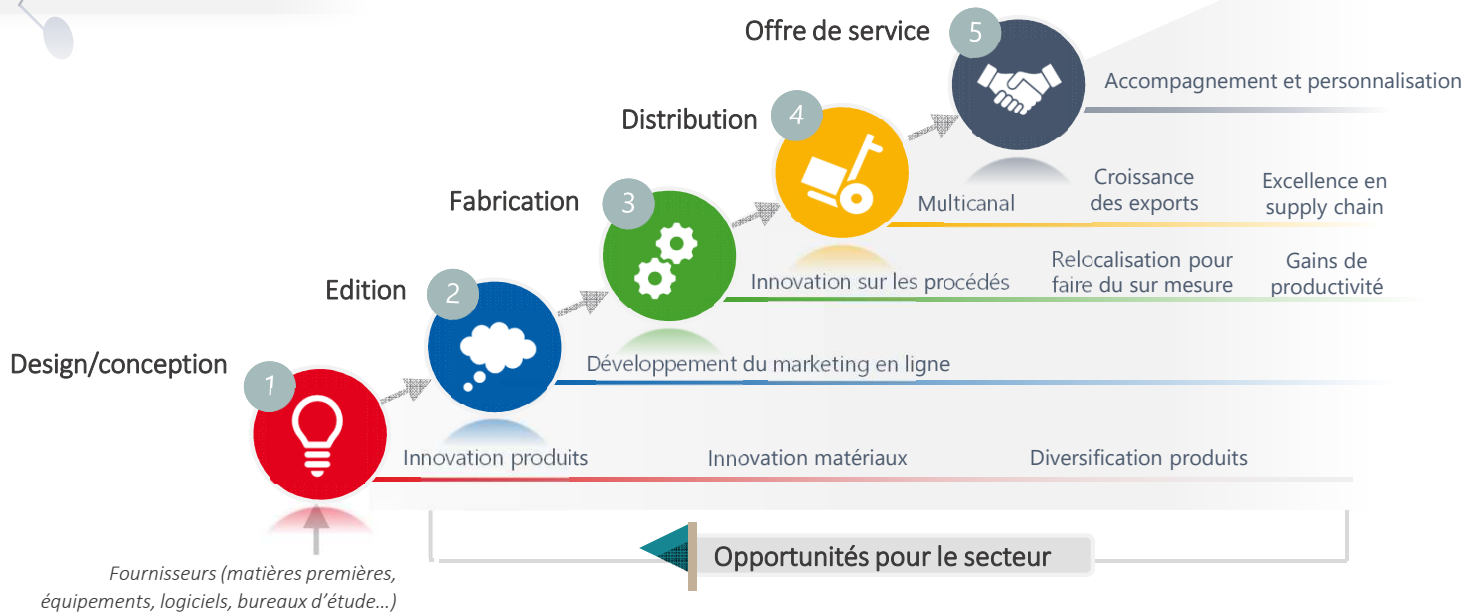 Offre de service
5
Accompagnement et personnalisation
Distribution
4
Multicanal
Croissance
des exports
Excellence en
supply chain
Fabrication
3
Innovation sur les procédés
Relocalisation pour
faire du sur mesure
Gains de
productivité
Edition
2
Développement du marketing en ligne
Design/conception
1
Innovation produits
Innovation matériaux
Diversification produits
Opportunités pour le secteur
Fournisseurs (matières premières,
équipements, logiciels, bureaux d'étude...)